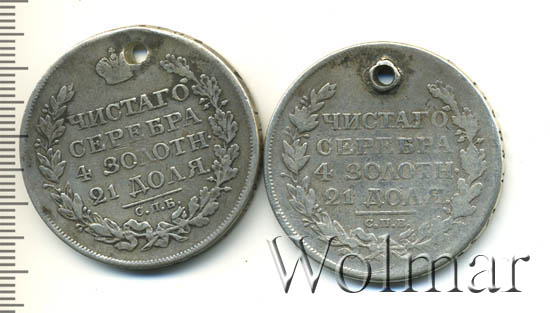 ЧИСТАГО
СЕРЕБРА
4 ЗОЛОТН.
21 ДОЛЯ.
С.П.Б.
ЧИСТАГО
СЕРЕБРА
4 ЗОЛОТН.
21 ДОЛЯ.
С.П.Б.
Wolmar